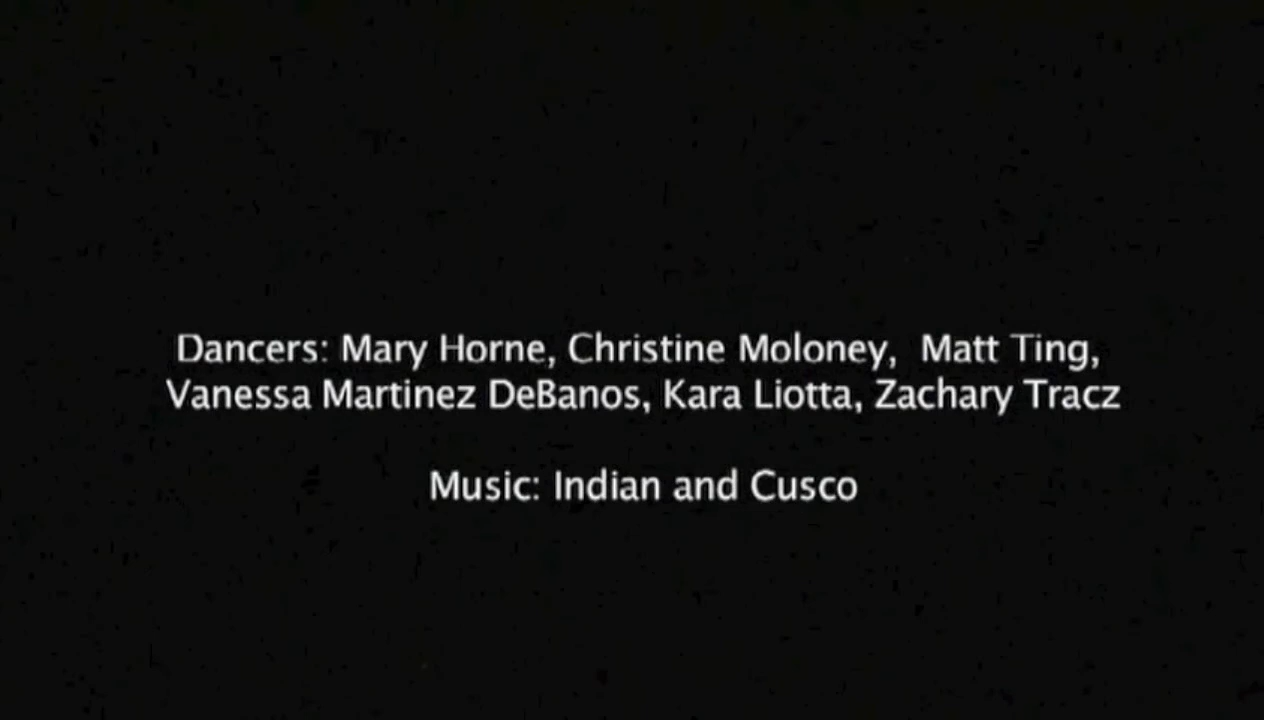 Dancers: Mary Horne, Christine Moloney,  Matt Ting,
Vanessa Martinez DeBanos, Kara Liotta, Zachary Tracz
Music: Indian and Cusco